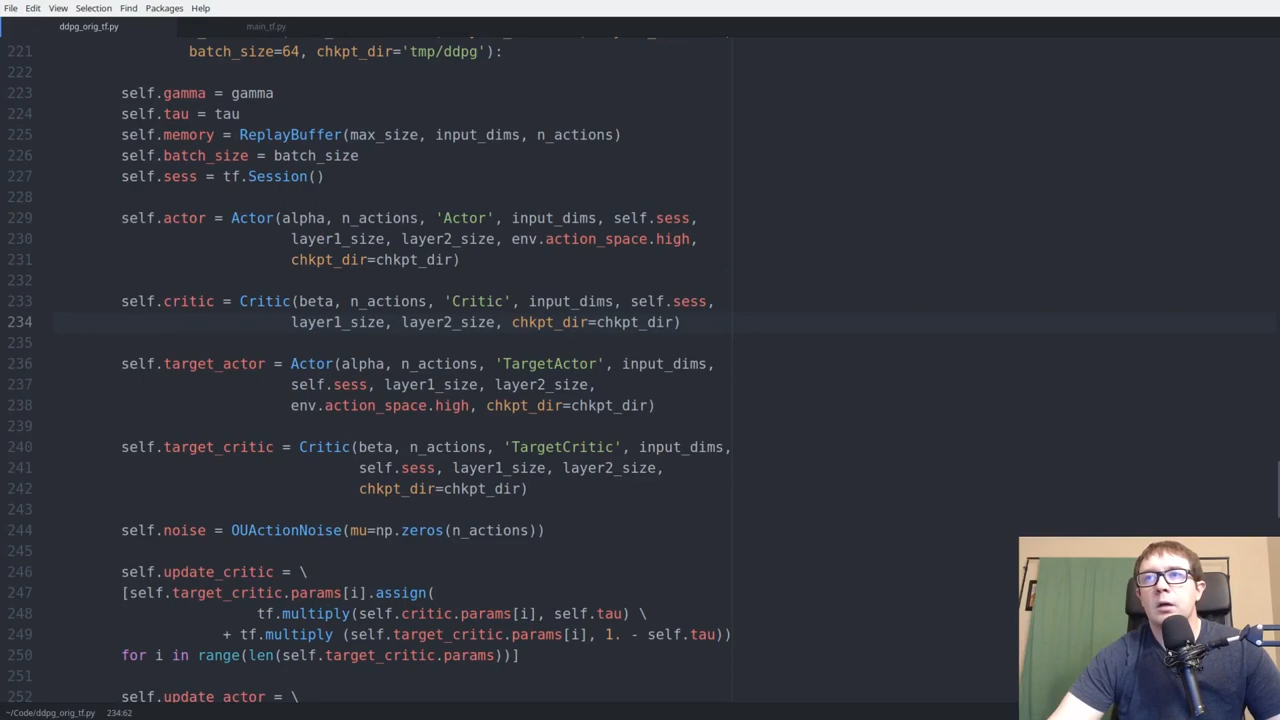 File Edit View Selection Find Packages Help
ddpg_orig_tf.py main_tf.py
221 batch_size=64, chkpt_dir='tmp/ddpg'):
222
223 self.gamma = gamma
224 self.tau = tau
225 self.memory = ReplayBuffer(max_size, input_dims, n_actions)
226 self.batch_size = batch_size
227 self.sess = tf.Session()
228
229 self.actor = Actor(alpha, n_actions, 'Actor', input_dims, self.sess,
230 layer1_size, layer2_size, env.action_space.high,
231 chkpt_dir=chkpt_dir)
232
233 self.critic = Critic(beta, n_actions, 'Critic', input_dims, self.sess,
234 layer1_size, layer2_size, chkpt_dir=chkpt_dir)
235
236 self.target_actor = Actor(alpha, n_actions, 'TargetActor', input_dims,
237 self.sess, layer1_size, layer2_size,
238 env.action_space.high, chkpt_dir=chkpt_dir)
239
240 self.target_critic = Critic(beta, n_actions, 'TargetCritic', input_dims,
241 self.sess, layer1_size, layer2_size,
242 chkpt_dir=chkpt_dir)
243
244 self.noise = OUActionNoise(mu=np.zeros(n_actions))
245
246 self.update_critic = \
247 [self.target_critic.params[i].assign(
248 tf.multiply(self.critic.params[i], self.tau) \
249 + tf.multiply (self.target_critic.params[i], 1. - self.tau))
250 for i in range(len(self.target_critic.params))]
251
252 self.update_actor = \
~/Code/ddpg_orig_tf.py 234:62